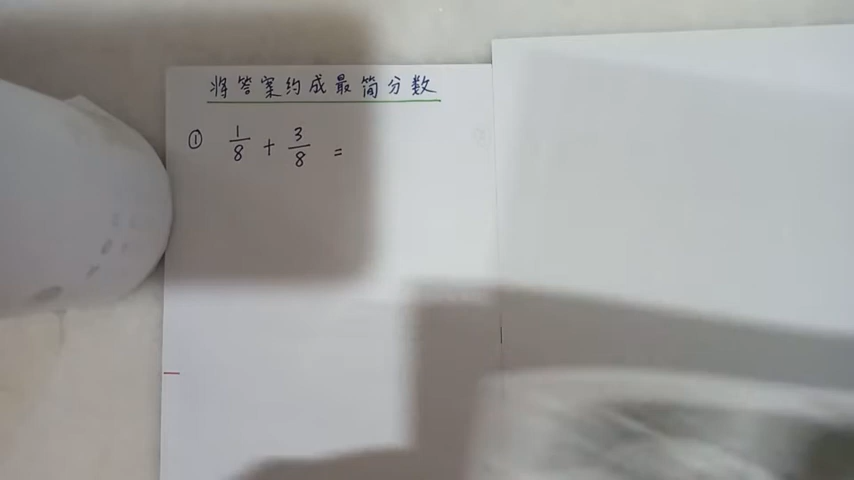 将答案约成最简分数
① 1/8 + 3/8 =